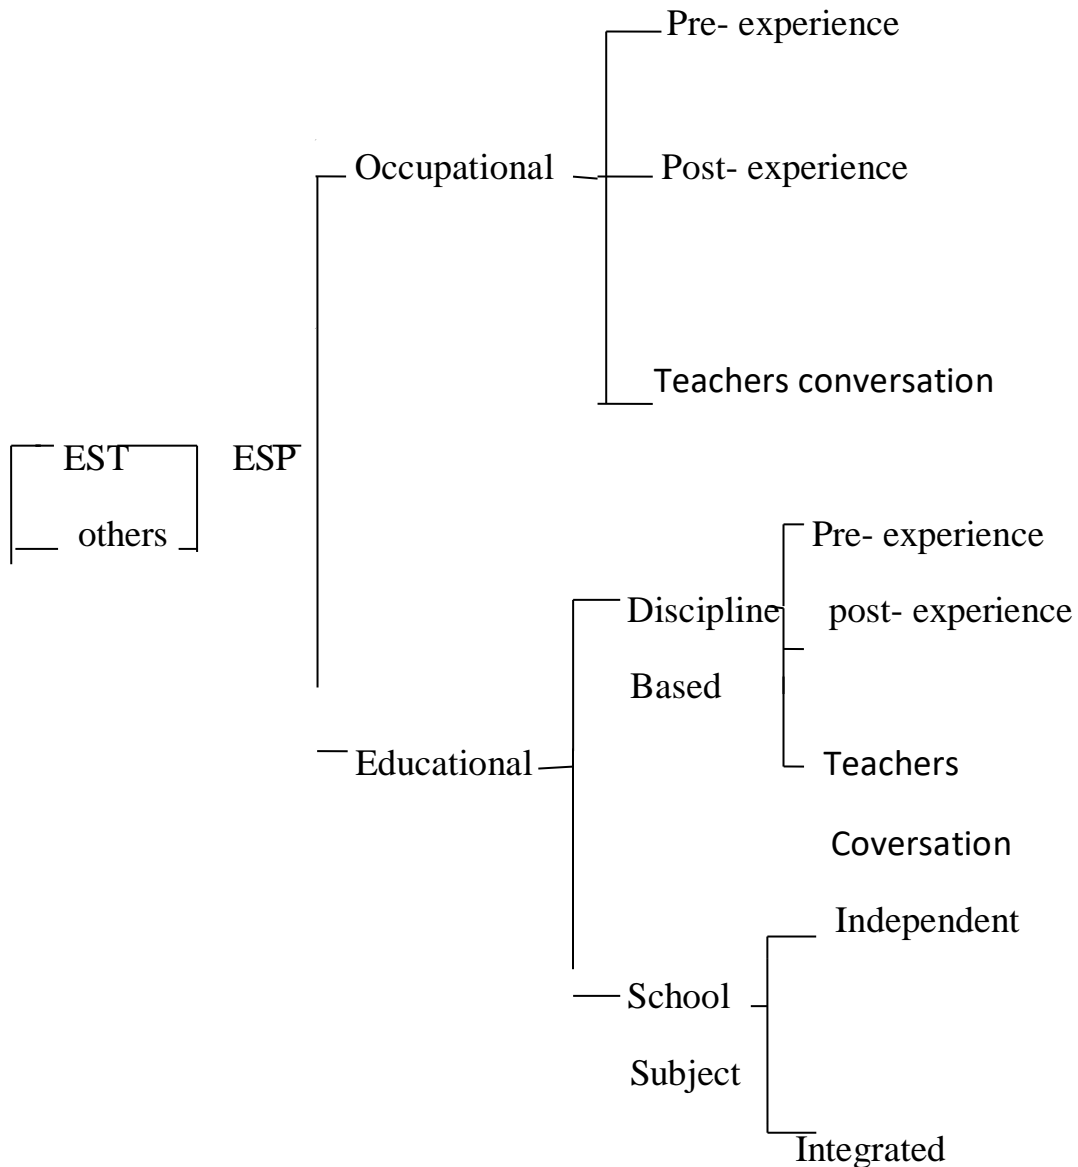 Pre- experience
Occupational
Post- experience
Teachers conversation
EST
ESP
others
Pre- experience
Discipline
post- experience
Based
Educational
Teachers
Coversation
Independent
School
Subject
Integrated